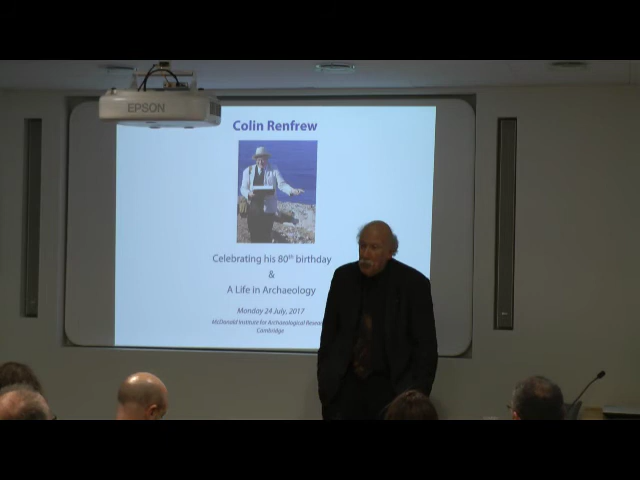 EPSON
Colin Renfrew
Celebrating his 80th birthday
&
A Life in Archaeology
Monday 24 July, 2017
McDonald Institute for Archaeological
Cambridge